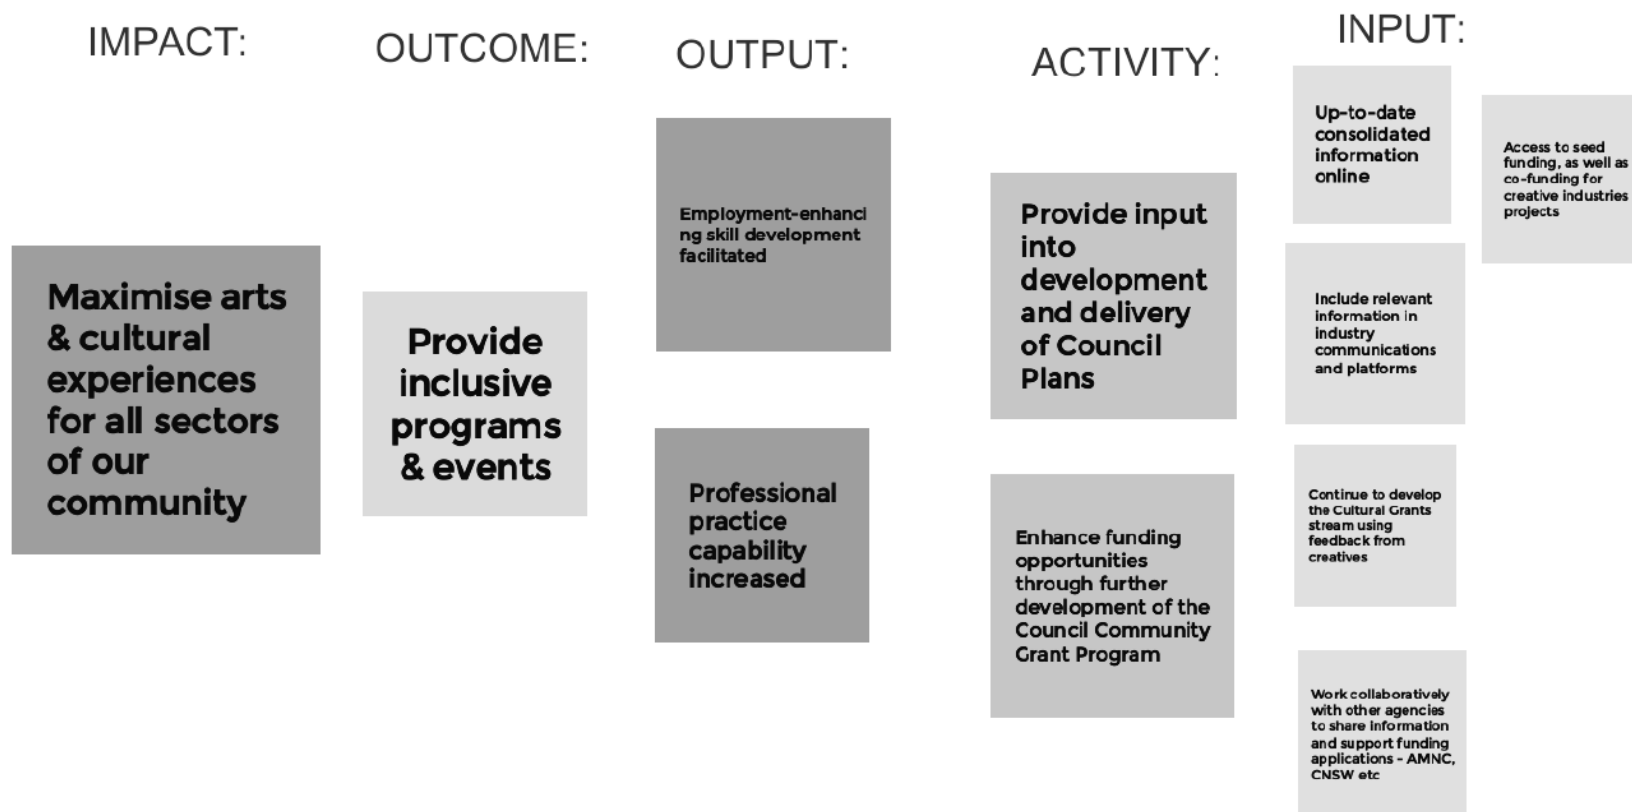 IMPACT:
Maximise arts
& cultural
experiences
for all sectors
of our
community
OUTCOME:
Provide
inclusive
programs
& events
OUTPUT:
Employment-enhanci
ng skill development
facilitated
Professional
practice
capability
increased
ACTIVITY:
Provide input
into
development
and delivery
of Council
Plans
Enhance funding
opportunities
through further
development of the
Council Community
Grant Program
INPUT:
Up-to-date
consolidated
information
online
Access to seed
funding, as well as
co-funding for
creative industries
projects
Include relevant
information in
industry
communications
and platforms
Continue to develop
the Cultural Grants
stream using
feedback from
creatives
Work collaboratively
with other agencies
to share information
and support funding
applications - AMNC,
CNSW etc